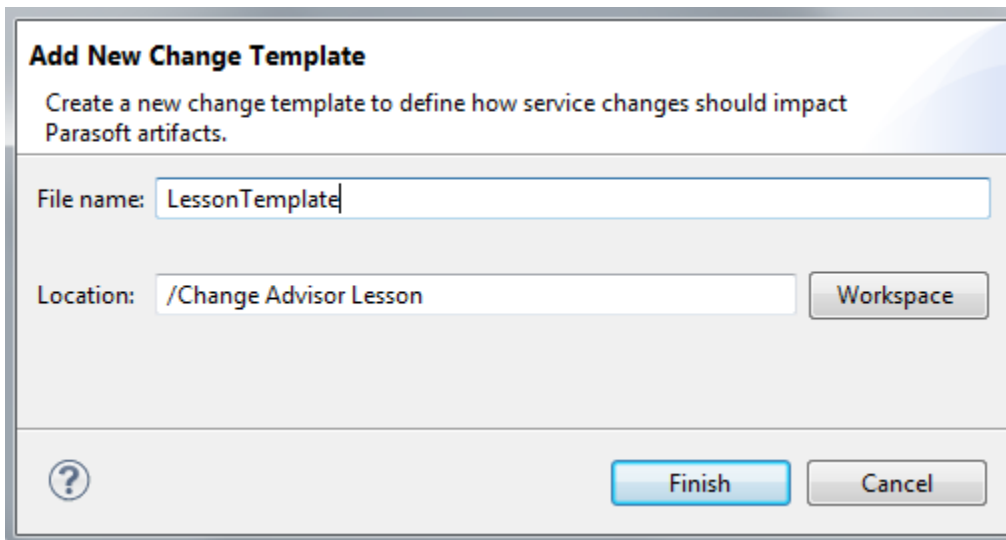 Add New Change Template
Create a new change template to define how service changes should impact
Parasoft artifacts.
File name: LessonTemplate
Location: /Change Advisor Lesson Workspace
? Finish Cancel